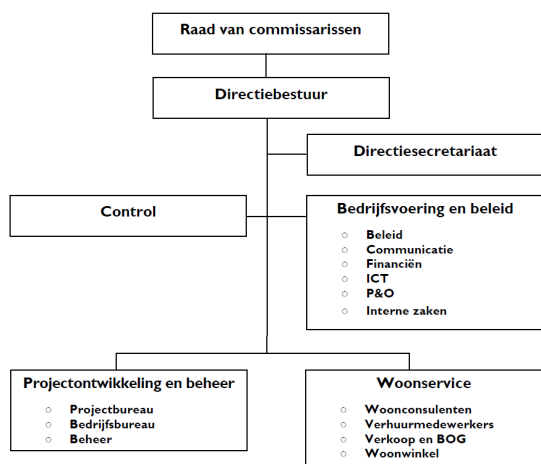 Raad van commissarissen
Directiebestuur
Directiesecretariaat
Control
Bedrijfsvoering en beleid
○ Beleid
○ Communicatie
○ Financiën
○ ICT
○ P&O
○ Interne zaken
Projectontwikkeling en beheer
○ Projectbureau
○ Bedrijfsbureau
○ Beheer
Woonservice
○ Woonconsulenten
○ Verhuurmedewerkers
○ Verkoop en BOG
○ Woonwinkel